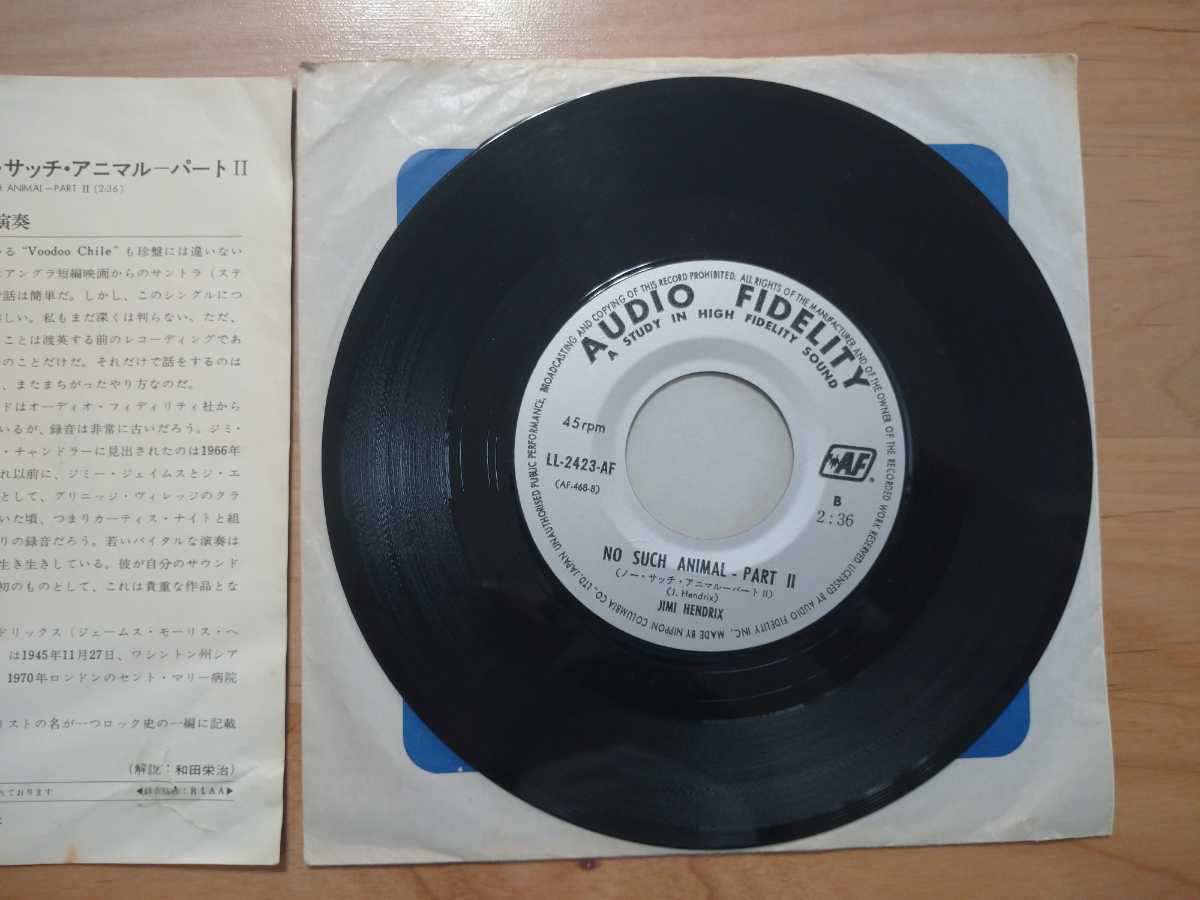 ・サッチ・アニマル－パート II
ANIMAL－PART II (2:36)
演奏
る “Voodoo Chile” も珍盤には違いない
アングラ短編映画からのサントラ（ステ
話は簡単だ。しかし、このシングルにつ
しい。私もまだ深くは判らない。ただ、
ことは渡英する前のレコーディングであ
のことだけだ。それだけで話をするのは
、またまちがったやり方なのだ。
ドはオーディオ・フィディリティ社から
いるが、録音は非常に古いだろう。ジミ・
・チャンドラーに見出されたのは1966年
れ以前に、ジミー・ジェイムスとジ・エ
として、グリニッジ・ヴィレッジのクラ
いた頃、つまりカーティス・ナイトと組
りの録音だろう。若いバイタルな演奏は
生き生きしている。彼が自分のサウンド
初のものとして、これは貴重な作品とな
ドリックス（ジェームス・モーリス・ヘ
は1945年11月27日、ワシントン州シア
1970年ロンドンのセント・マリー病院
リストの名が一つロック史の一編に記載
(解説：和田栄治)
れております
：RIAA▶
AUDIO FIDELITY
A STUDY IN HIGH FIDELITY SOUND
45rpm
LL-2423-AF
(AF-468-B)
AF
B
2:36
NO SUCH ANIMAL - PART II
(ノー・サッチ・アニマル－パート II)
(J. Hendrix)
JIMI HENDRIX
UNAUTHORISED PUBLIC PERFORMANCE, BROADCASTING AND COPYING OF THIS RECORD PROHIBITED. ALL RIGHTS OF THE MANUFACTURER AND OF THE OWNER OF THE RECORDED WORK RESERVED LICENSED BY AUDIO FIDELITY INC. MADE BY NIPPON COLUMBIA CO., LTD. JAPAN